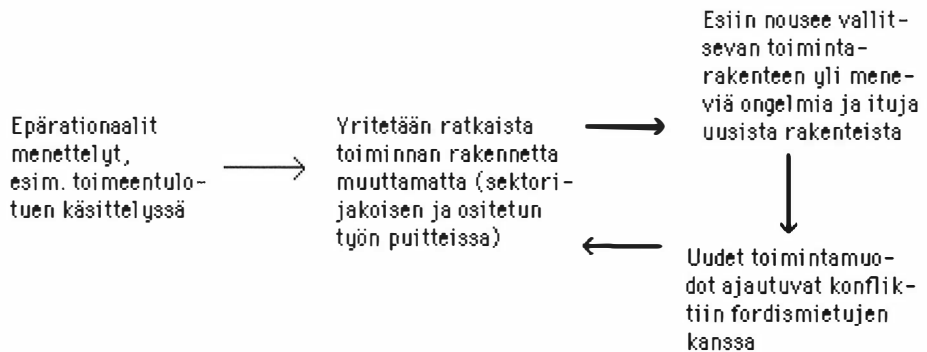 Epärationaalit
menettelyt,
esim. toimeentulo-
tuen käsittelyssä
Yritetään ratkaista
toiminnan rakennetta
muuttamatta (sektori-
jakoisen ja ositetun
työn puitteissa)
Esiin nousee vallit-
sevan toiminta-
rakenteen yli mene-
viä ongelmia ja ituja
uusista rakenteista
Uudet toimintamuo-
dot ajautuvat konflik-
tiin fordismietujen
kanssa